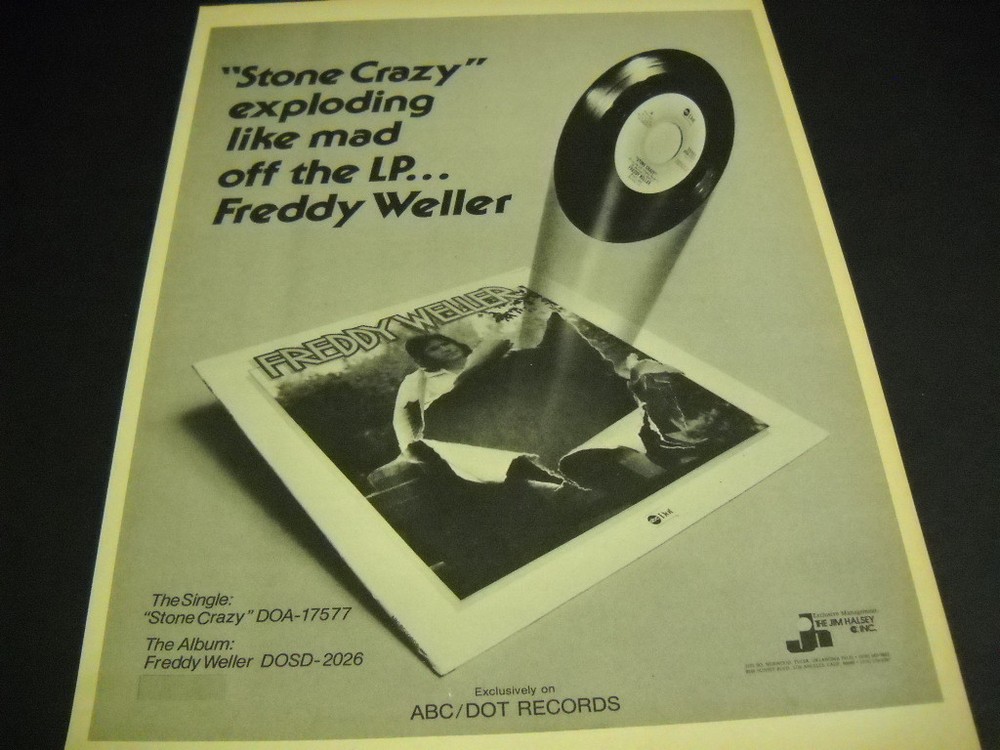 "Stone Crazy"
exploding
like mad
off the LP...
Freddy Weller
FREDDY WELLER
Dot
The Single:
"Stone Crazy" DOA-17577
The Album:
Freddy Weller DOSD-2026
Exclusive Management
THE JIM HALSEY
CO. INC.
Exclusively on
ABC/DOT RECORDS